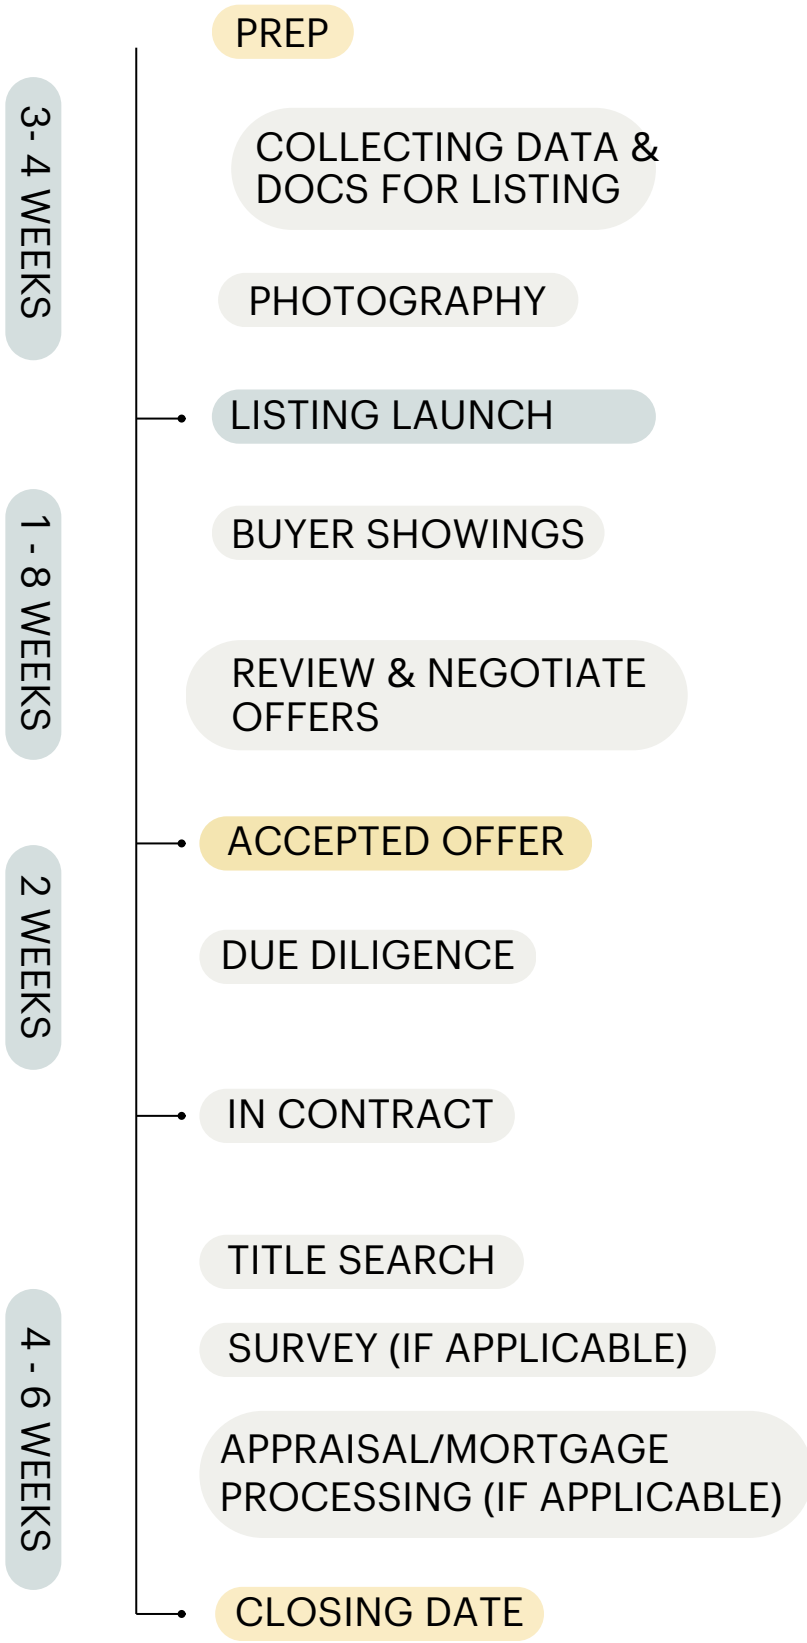 PREP
3- 4 WEEKS
COLLECTING DATA &
DOCS FOR LISTING
PHOTOGRAPHY
LISTING LAUNCH
1 - 8 WEEKS
BUYER SHOWINGS
REVIEW & NEGOTIATE
OFFERS
ACCEPTED OFFER
2 WEEKS
DUE DILIGENCE
IN CONTRACT
4 - 6 WEEKS
TITLE SEARCH
SURVEY (IF APPLICABLE)
APPRAISAL/MORTGAGE
PROCESSING (IF APPLICABLE)
CLOSING DATE